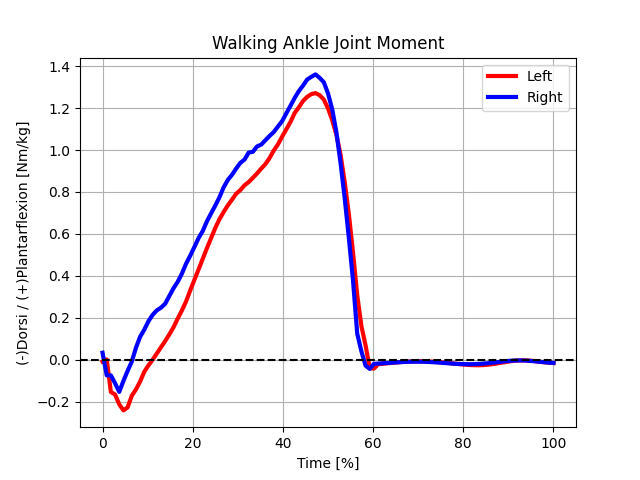 Walking Ankle Joint Moment
Left
Right
(-)Dorsi / (+)Plantarflexion [Nm/kg]
1.4
1.2
1.0
0.8
0.6
0.4
0.2
0.0
−0.2
0 20 40 60 80 100
Time [%]